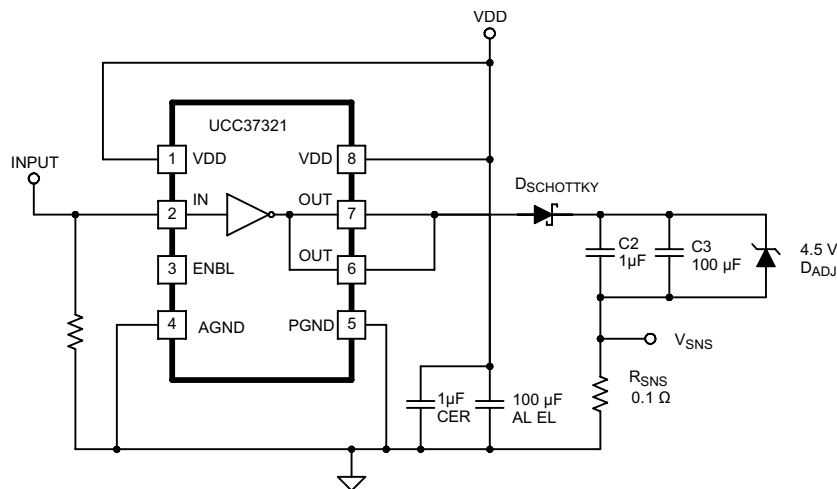 VDD
UCC37321
INPUT
1
VDD
VDD
8
2
IN
OUT
7
DSCHOTTKY
3
ENBL
OUT
6
C2
1µF
C3
100 µF
4.5 V
DADJ
4
AGND
PGND
5
VSNS
1µF
CER
100 µF
AL EL
RSNS
0.1 Ω